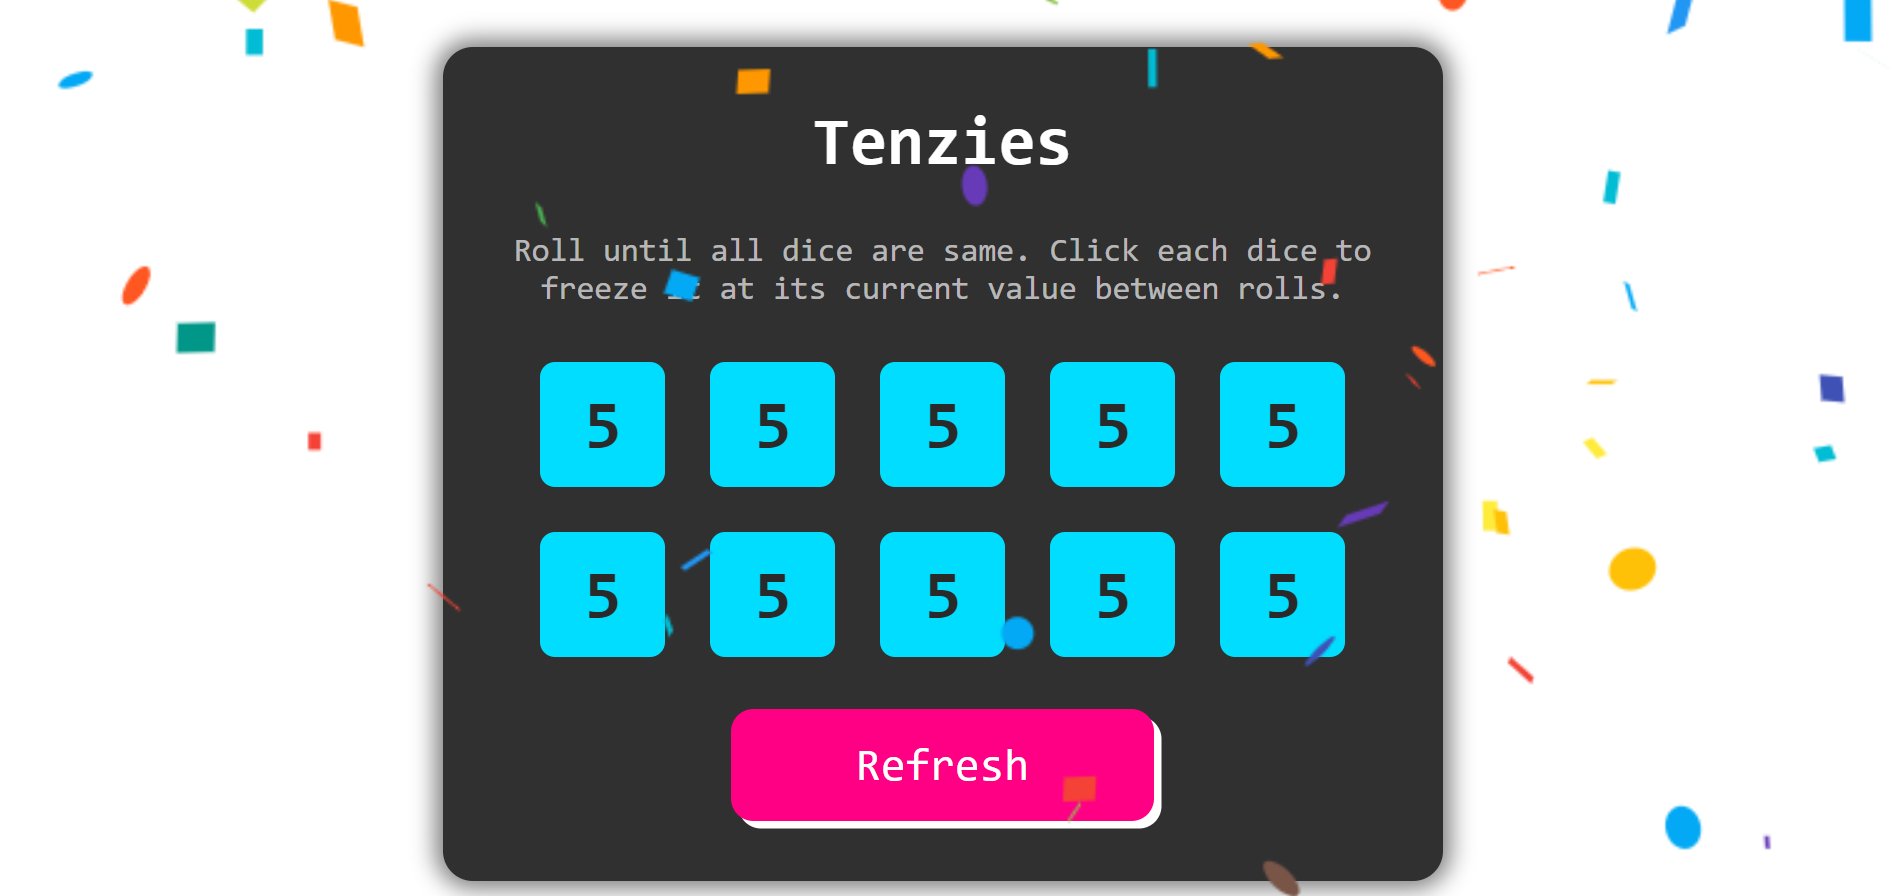 Tenzies
Roll until all dice are same. Click each dice to
freeze it at its current value between rolls.
5 5 5 5 5
5 5 5 5 5
Refresh